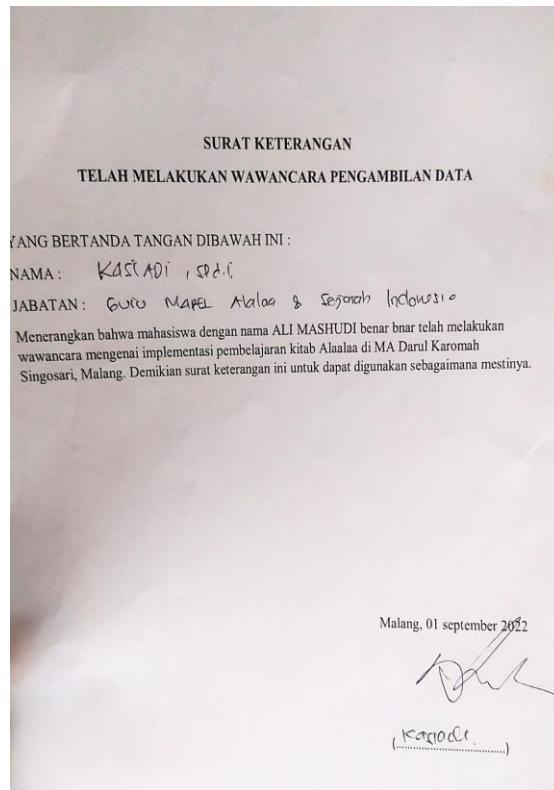 SURAT KETERANGAN
TELAH MELAKUKAN WAWANCARA PENGAMBILAN DATA
YANG BERTANDA TANGAN DIBAWAH INI :
NAMA : KASIADI , SPd.I
JABATAN : GURU MAPEL Alalaa & Sejarah Indonesia
Menerangkan bahwa mahasiswa dengan nama ALI MASHUDI benar bnar telah melakukan
wawancara mengenai implementasi pembelajaran kitab Alaalaa di MA Darul Karomah
Singosari, Malang. Demikian surat keterangan ini untuk dapat digunakan sebagaimana mestinya.
Malang, 01 september 2022
(Kasiadi.)